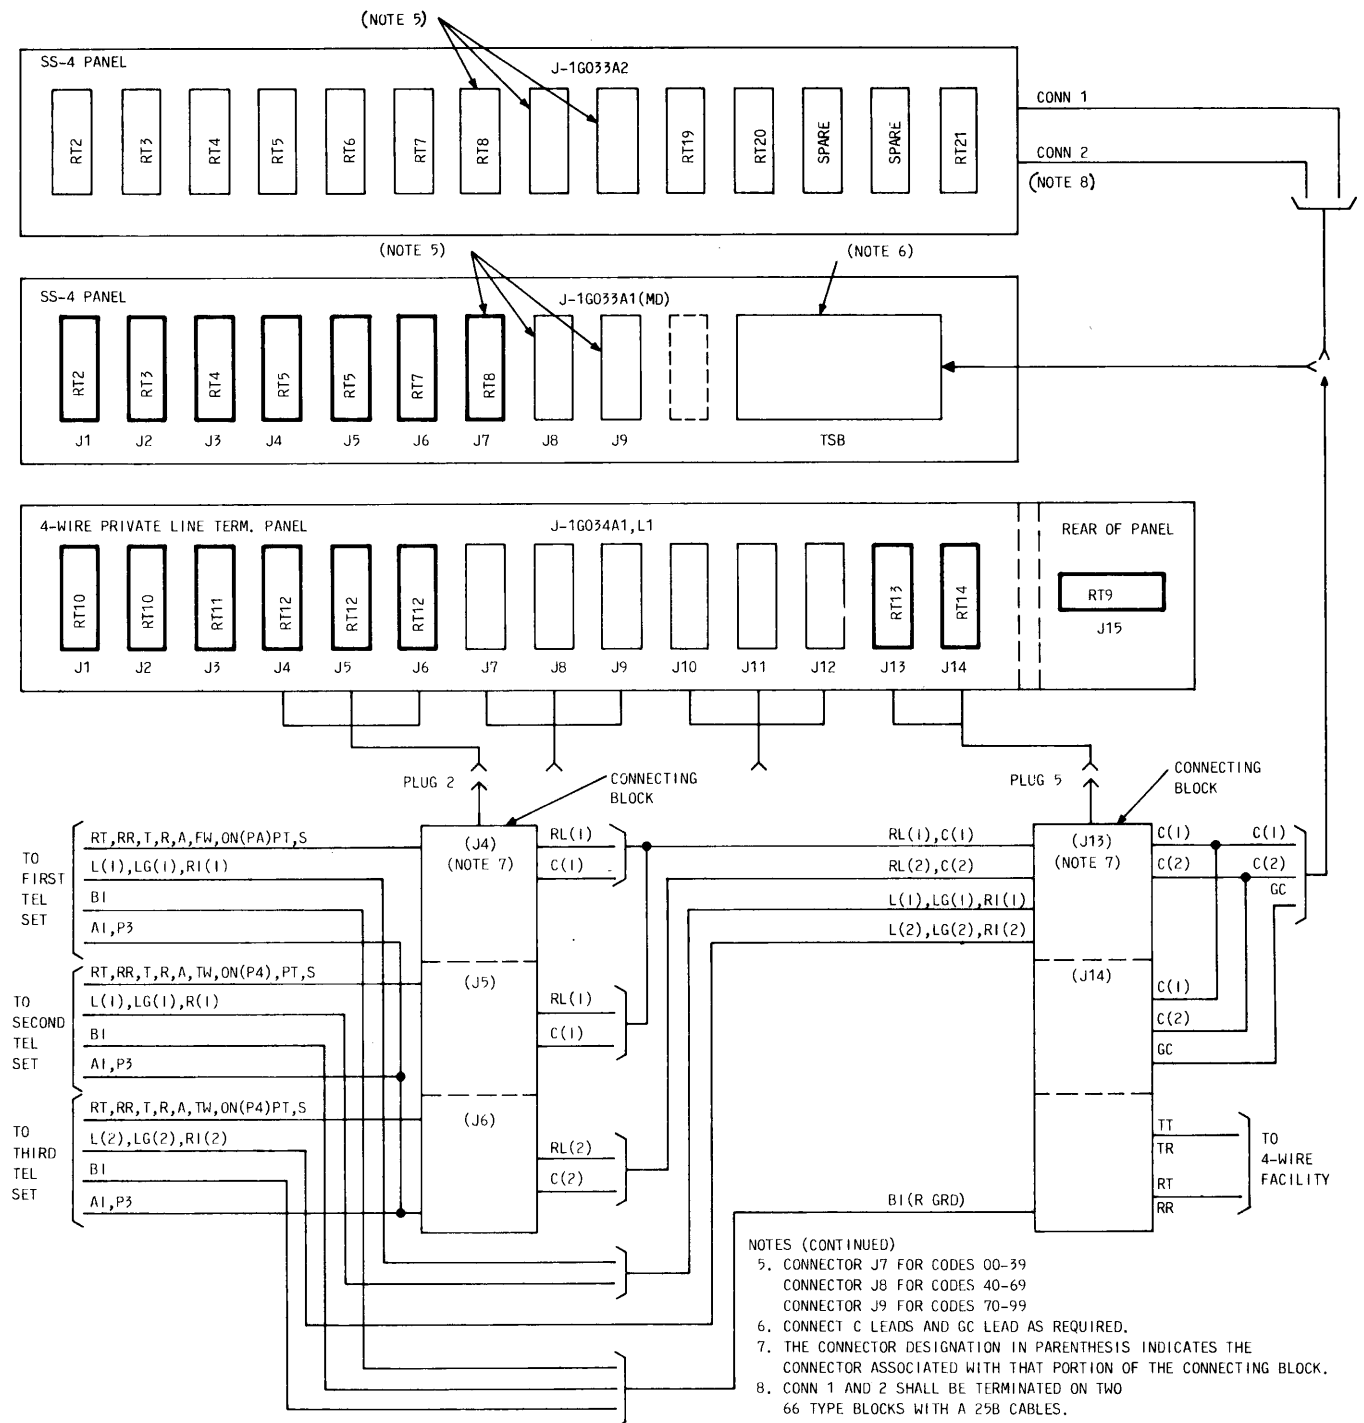 (NOTE 5)
SS-4 PANEL
J-1G033A2
RT2
RT3
RT4
RT5
RT6
RT7
RT8
RT19
RT20
SPARE
SPARE
RT21
CONN 1
CONN 2
(NOTE 8)
(NOTE 5)
(NOTE 6)
SS-4 PANEL
J-1G033A1(MD)
RT2
RT3
RT4
RT5
RT5
RT7
RT8
J1
J2
J3
J4
J5
J6
J7
J8
J9
TSB
4-WIRE PRIVATE LINE TERM. PANEL
J-1G034A1,L1
REAR OF PANEL
RT10
RT10
RT11
RT12
RT12
RT12
RT13
RT14
RT9
J15
J1
J2
J3
J4
J5
J6
J7
J8
J9
J10
J11
J12
J13
J14
PLUG 2
CONNECTING
BLOCK
PLUG 5
CONNECTING
BLOCK
TO
FIRST
TEL
SET
RT,RR,T,R,A,FW,ON(PA)PT,S
L(1),LG(1),RI(1)
BI
A1,P3
(J4)
(NOTE 7)
RL(1)
C(1)
RL(1),C(1)
RL(2),C(2)
L(1),LG(1),RI(1)
L(2),LG(2),RI(2)
(J13)
(NOTE 7)
C(1)
C(1)
C(2)
C(2)
GC
TO
SECOND
TEL
SET
RT,RR,T,R,A,TW,ON(P4),PT,S
L(1),LG(1),R(1)
BI
A1,P3
(J5)
RL(1)
C(1)
(J14)
C(1)
C(2)
GC
TO
THIRD
TEL
SET
RT,RR,T,R,A,TW,ON(P4)PT,S
L(2),LG(2),RI(2)
BI
A1,P3
(J6)
RL(2)
C(2)
TT
TR
RT
RR
TO
4-WIRE
FACILITY
BI(R GRD)
NOTES (CONTINUED)
5. CONNECTOR J7 FOR CODES 00-39
CONNECTOR J8 FOR CODES 40-69
CONNECTOR J9 FOR CODES 70-99
6. CONNECT C LEADS AND GC LEAD AS REQUIRED.
7. THE CONNECTOR DESIGNATION IN PARENTHESIS INDICATES THE
CONNECTOR ASSOCIATED WITH THAT PORTION OF THE CONNECTING BLOCK.
8. CONN 1 AND 2 SHALL BE TERMINATED ON TWO
66 TYPE BLOCKS WITH A 25B CABLES.